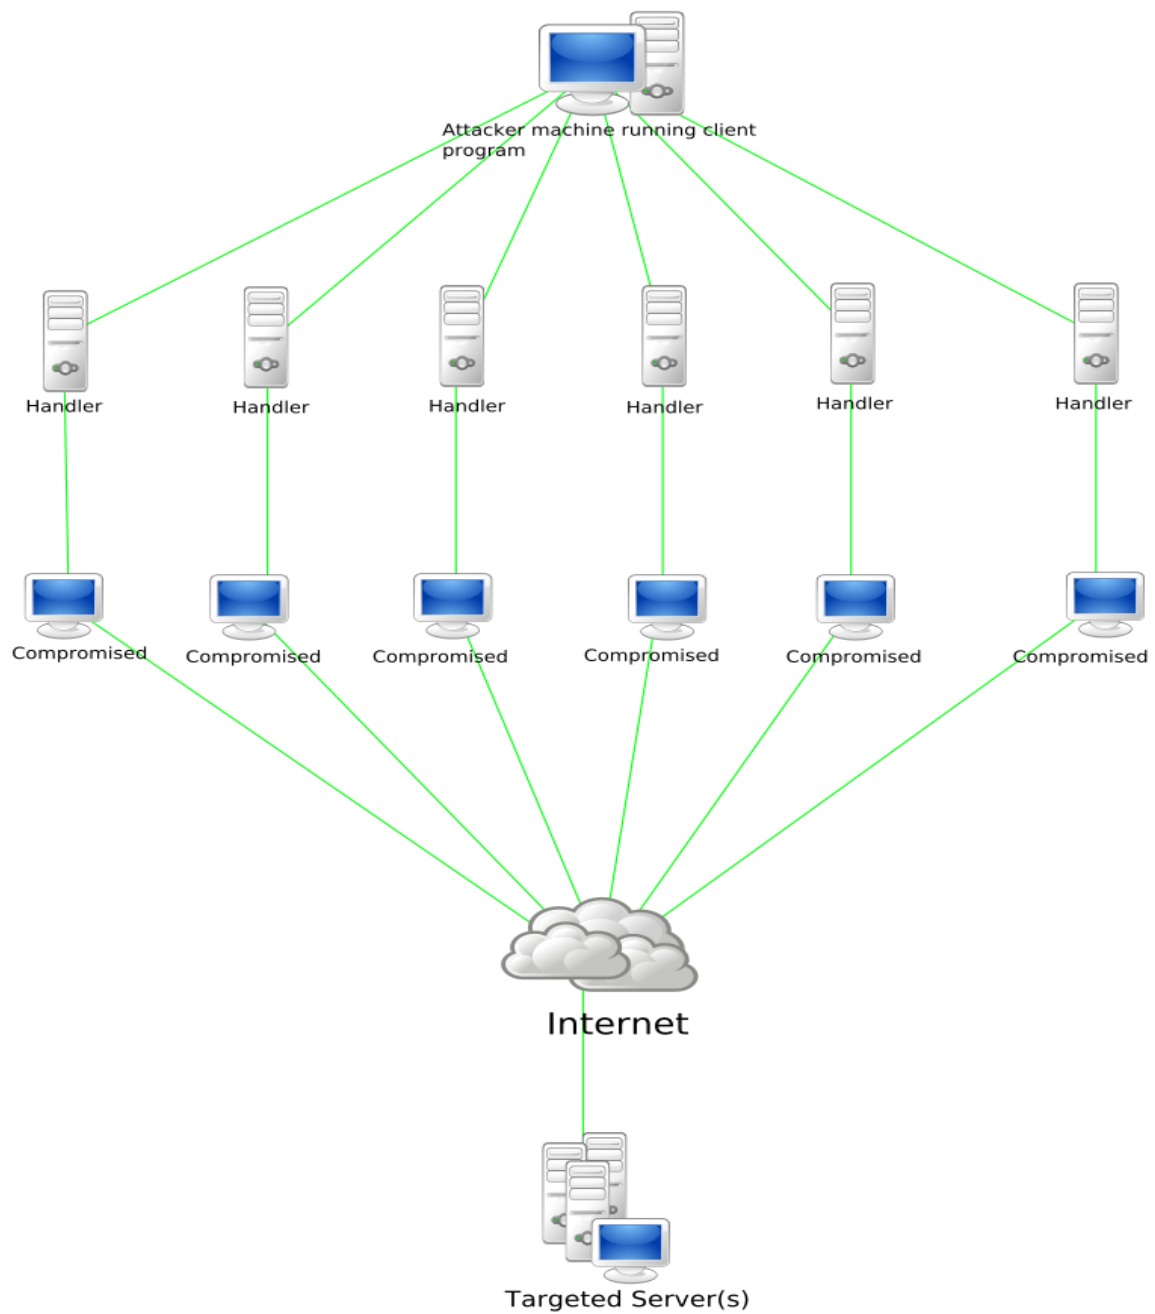 Attacker machine running client
program
Handler
Handler
Handler
Handler
Handler
Handler
Compromised
Compromised
Compromised
Compromised
Compromised
Compromised
Internet
Targeted Server(s)